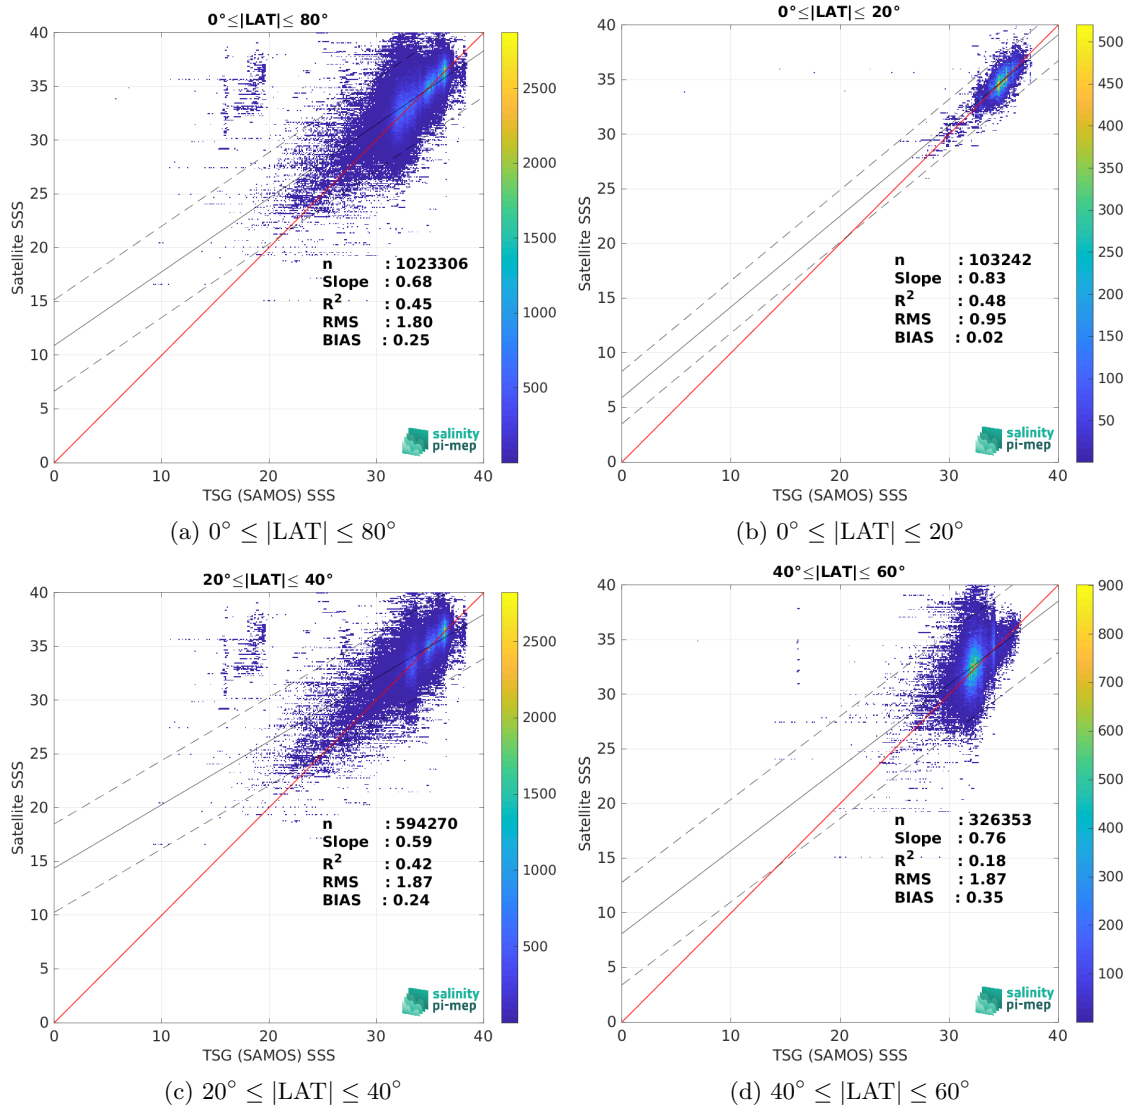 0°≤|LAT|≤ 80°
40
35
30
25
20
15
10
5
0
Satellite SSS
n : 1023306
Slope : 0.68
R² : 0.45
RMS : 1.80
BIAS : 0.25
salinity
pi-mep
0 10 20 30 40
TSG (SAMOS) SSS
2500
2000
1500
1000
500
(a) 0° ≤ |LAT| ≤ 80°
0°≤|LAT|≤ 20°
40
35
30
25
20
15
10
5
0
Satellite SSS
n : 103242
Slope : 0.83
R² : 0.48
RMS : 0.95
BIAS : 0.02
salinity
pi-mep
0 10 20 30 40
TSG (SAMOS) SSS
500
450
400
350
300
250
200
150
100
50
(b) 0° ≤ |LAT| ≤ 20°
20°≤|LAT|≤ 40°
40
35
30
25
20
15
10
5
0
Satellite SSS
n : 594270
Slope : 0.59
R² : 0.42
RMS : 1.87
BIAS : 0.24
salinity
pi-mep
0 10 20 30 40
TSG (SAMOS) SSS
2500
2000
1500
1000
500
(c) 20° ≤ |LAT| ≤ 40°
40°≤|LAT|≤ 60°
40
35
30
25
20
15
10
5
0
Satellite SSS
n : 326353
Slope : 0.76
R² : 0.18
RMS : 1.87
BIAS : 0.35
salinity
pi-mep
0 10 20 30 40
TSG (SAMOS) SSS
900
800
700
600
500
400
300
200
100
(d) 40° ≤ |LAT| ≤ 60°